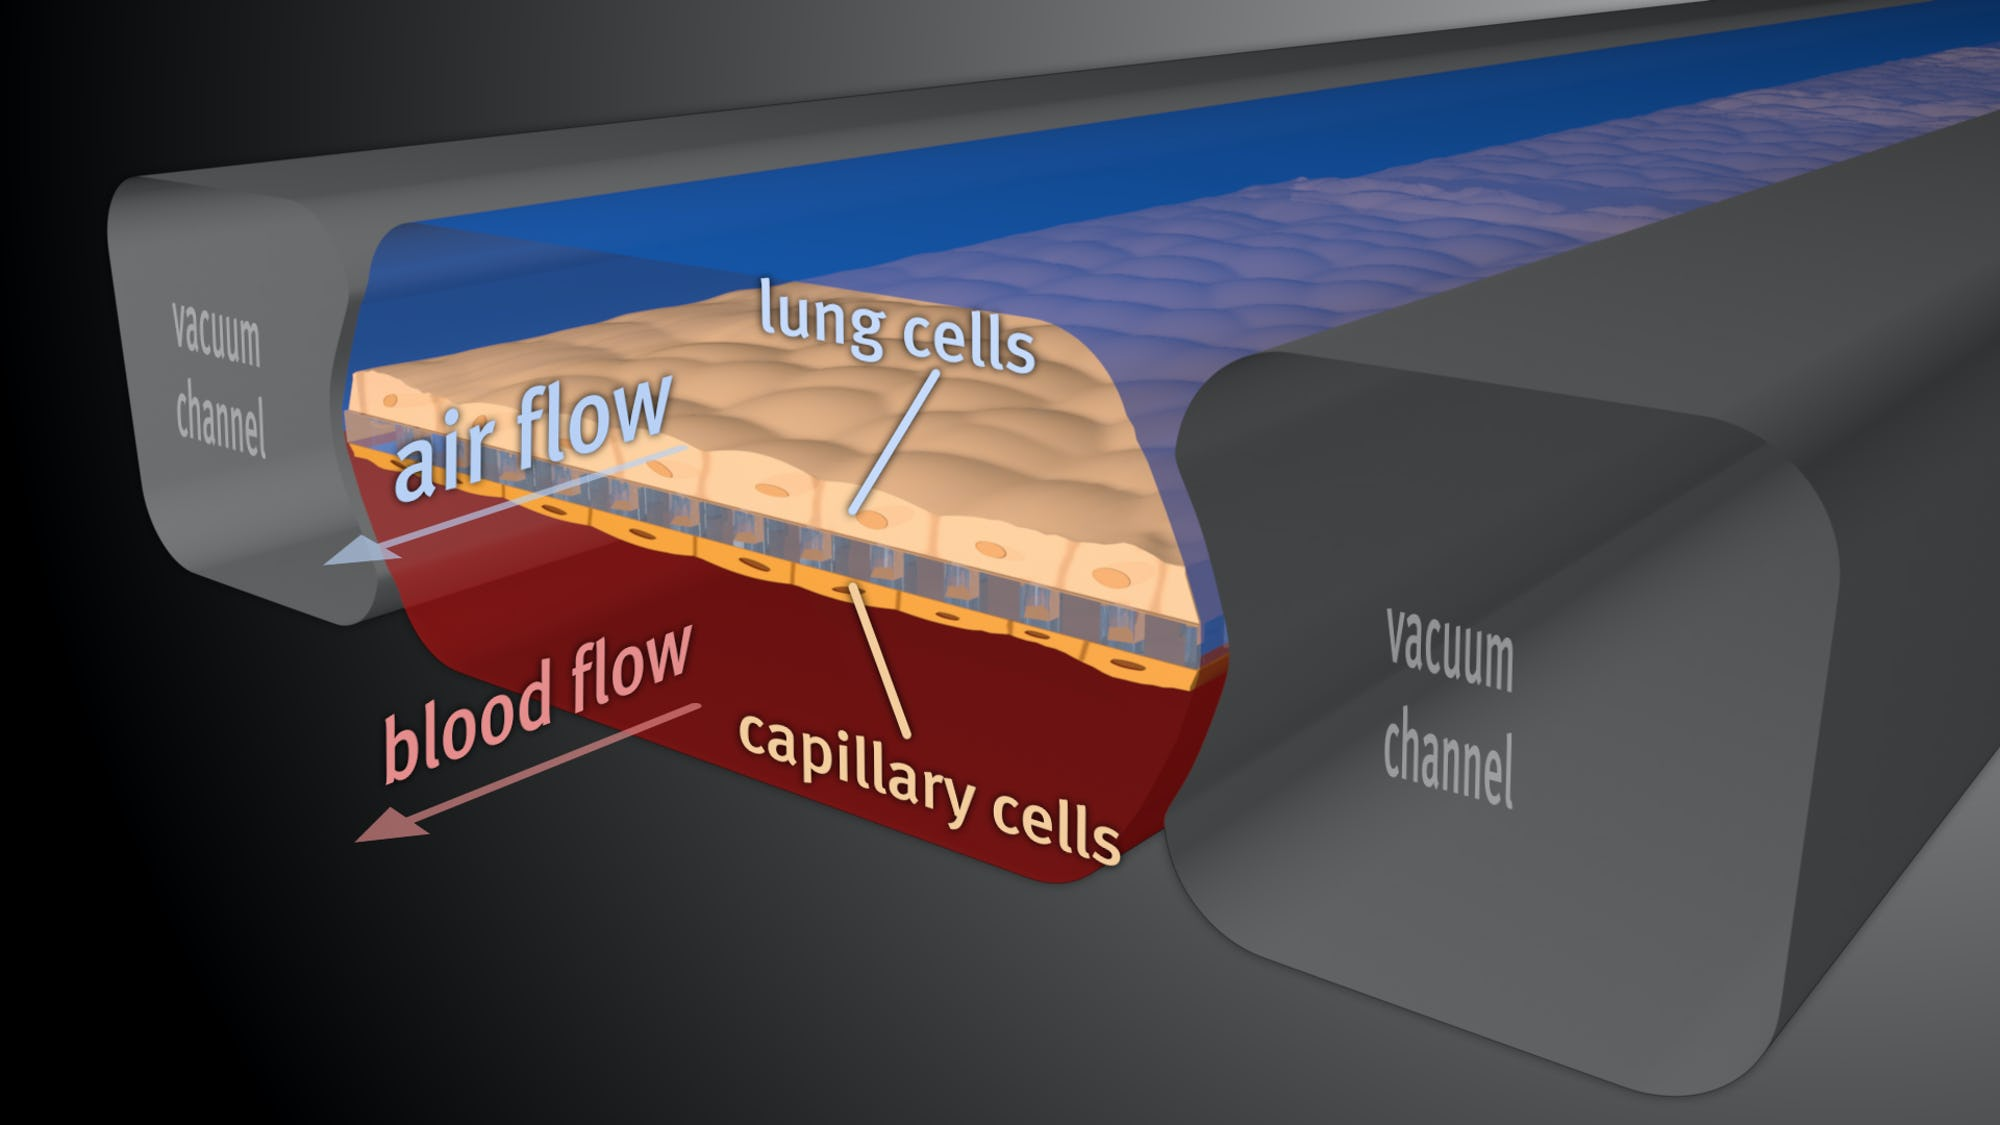 vacuum
channel
lung cells
air flow
blood flow
capillary cells
vacuum
channel